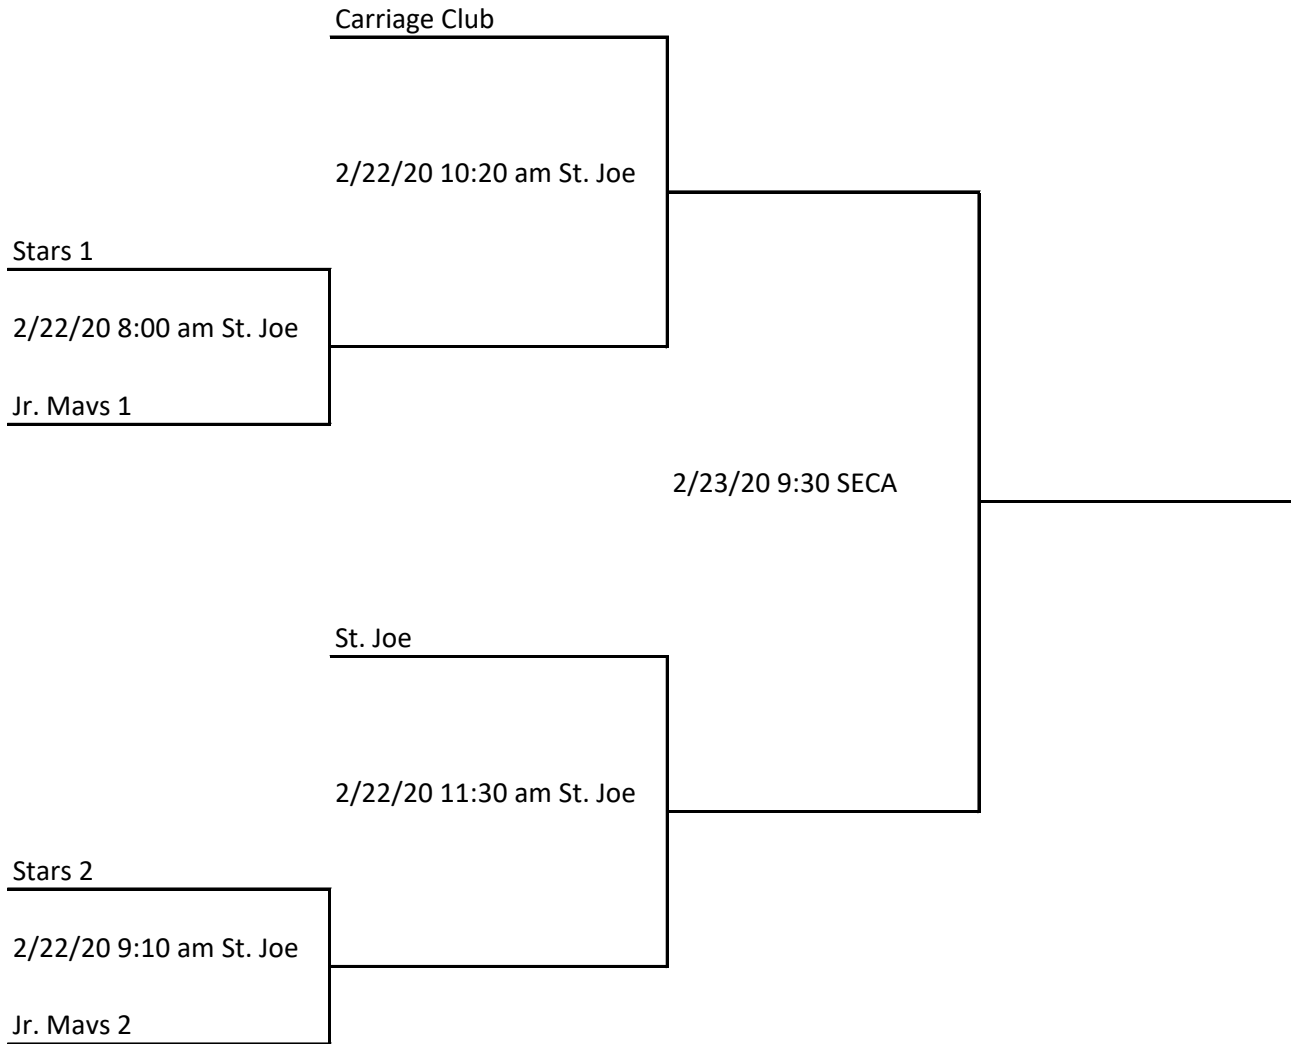 Carriage Club
2/22/20 10:20 am St. Joe
Stars 1
2/22/20 8:00 am St. Joe
Jr. Mavs 1
2/23/20 9:30 SECA
St. Joe
2/22/20 11:30 am St. Joe
Stars 2
2/22/20 9:10 am St. Joe
Jr. Mavs 2